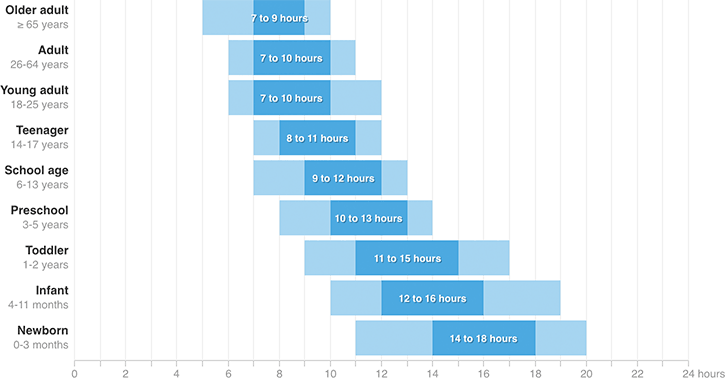 Older adult
≥ 65 years
7 to 9 hours
Adult
26-64 years
7 to 10 hours
Young adult
18-25 years
7 to 10 hours
Teenager
14-17 years
8 to 11 hours
School age
6-13 years
9 to 12 hours
Preschool
3-5 years
10 to 13 hours
Toddler
1-2 years
11 to 15 hours
Infant
4-11 months
12 to 16 hours
Newborn
0-3 months
14 to 18 hours
0 2 4 6 8 10 12 14 16 18 20 22 24 hours